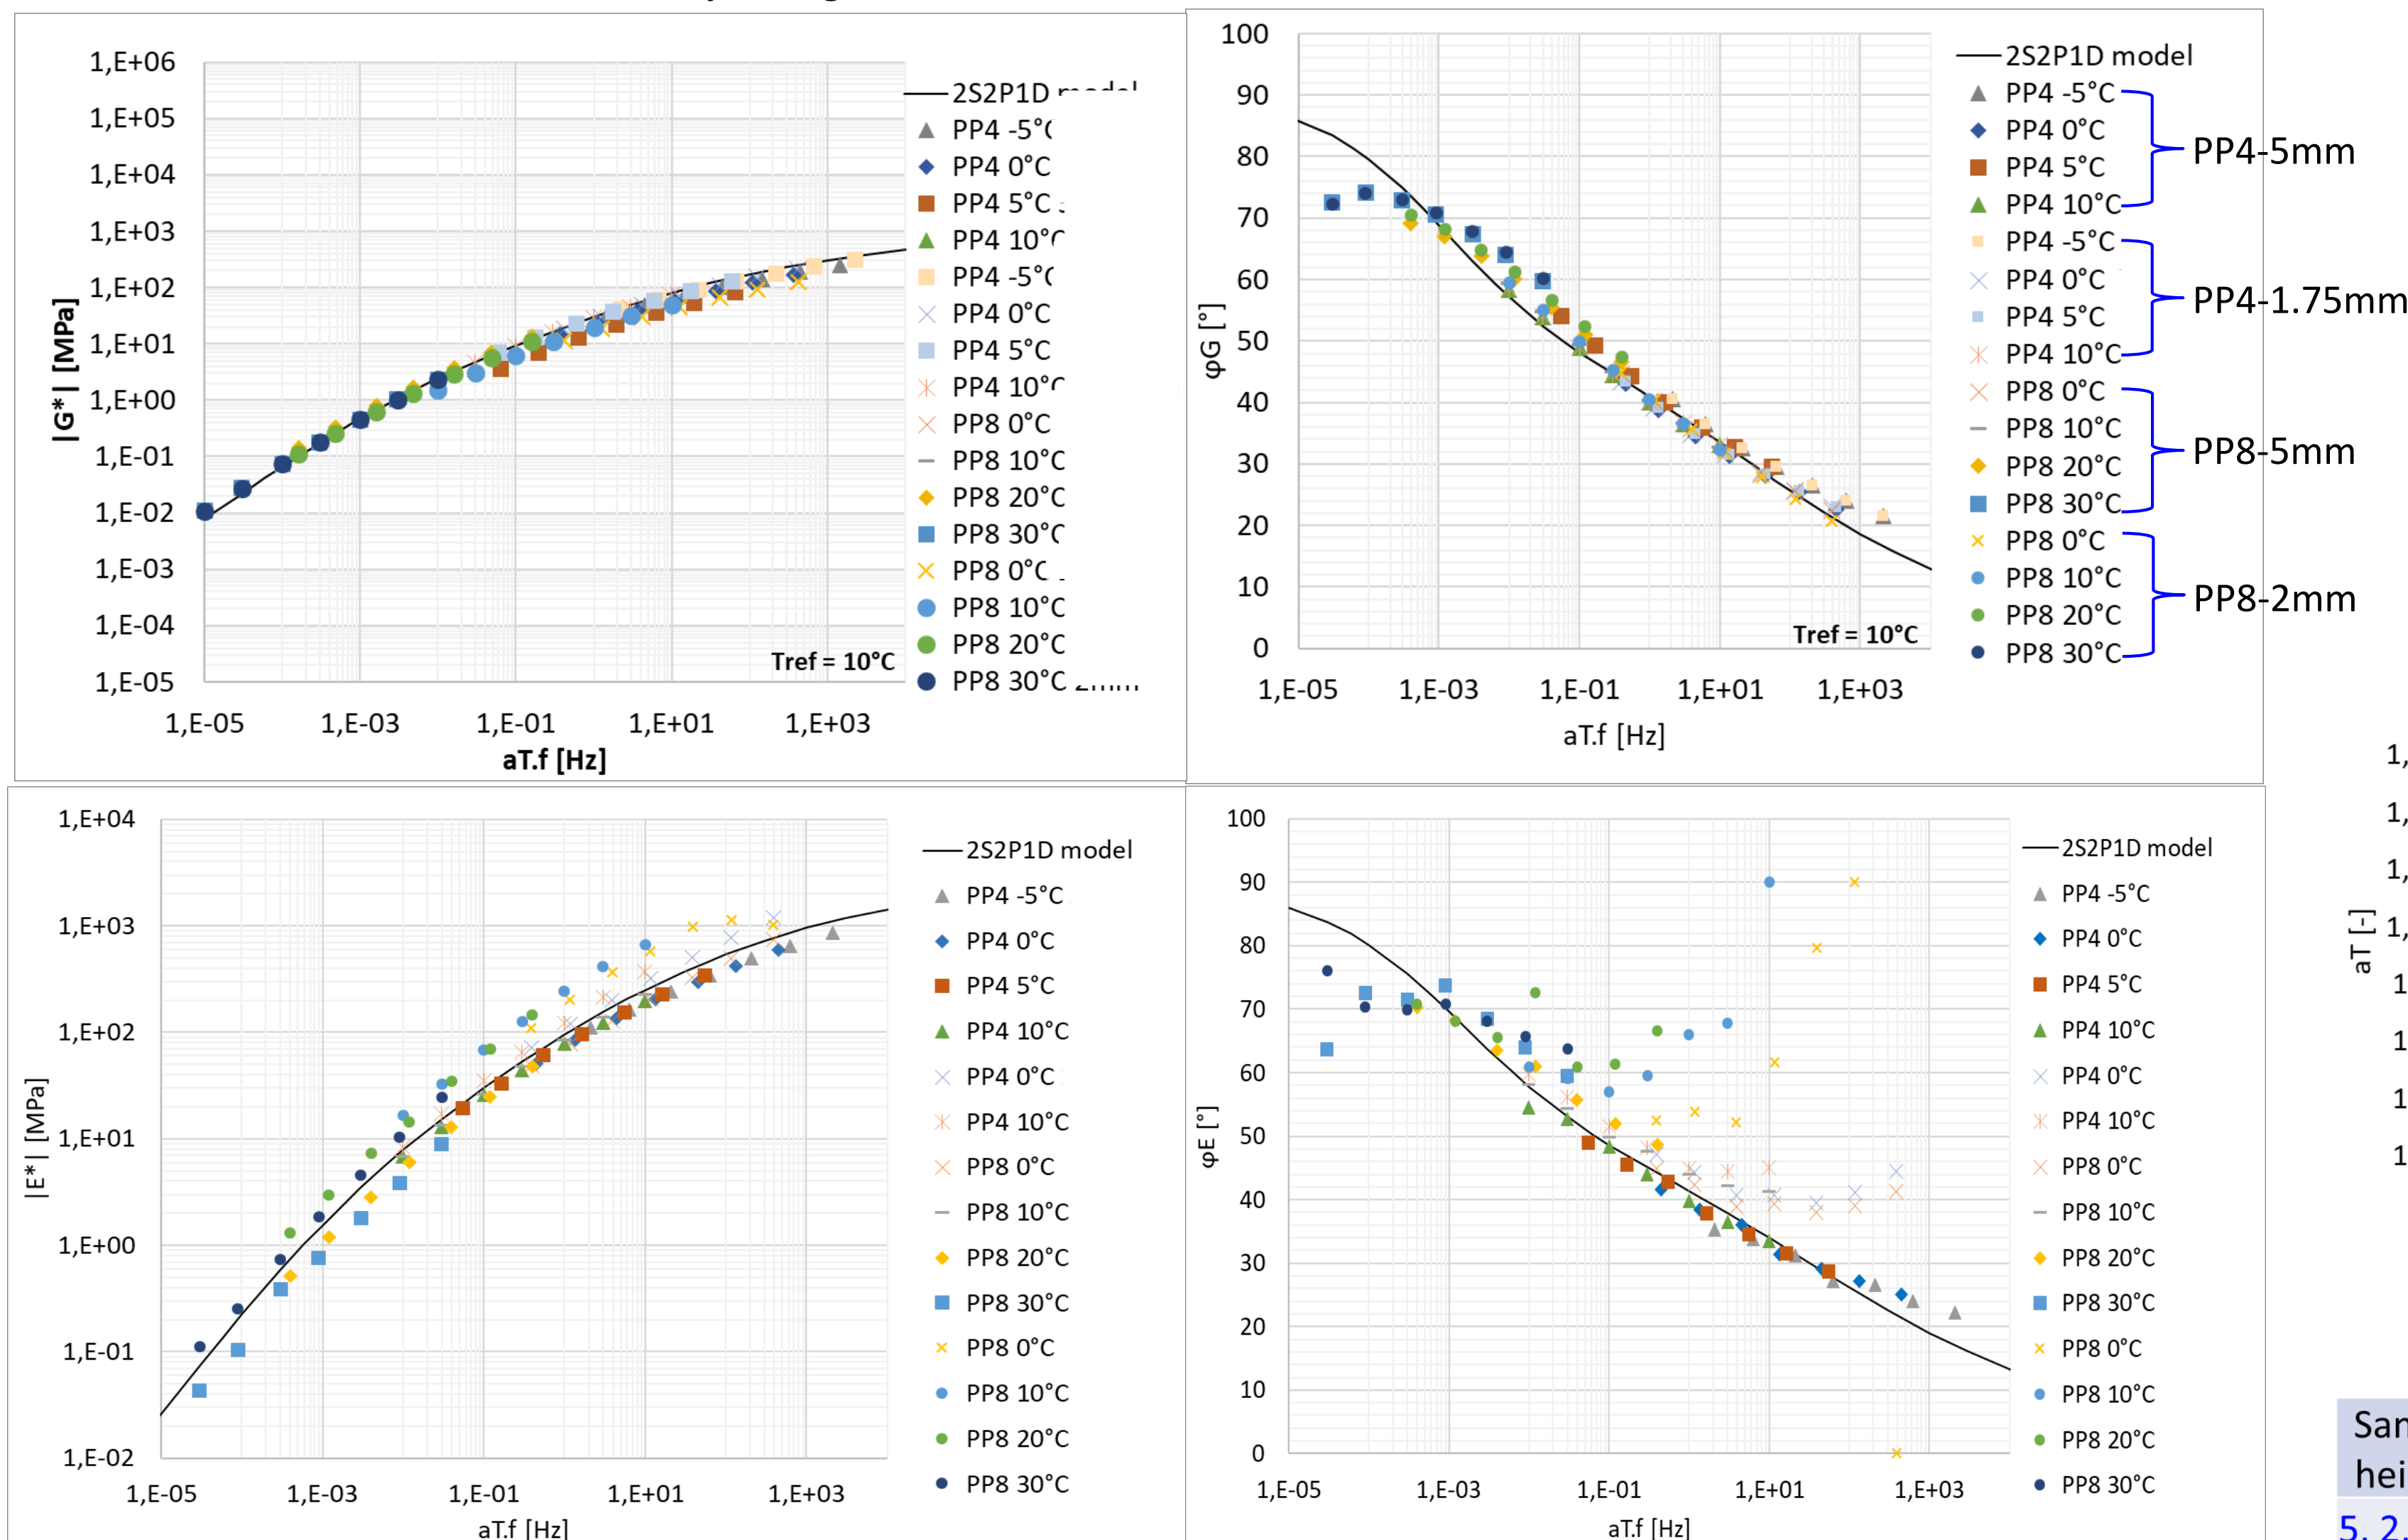 1,E+06
1,E+05
1,E+04
1,E+03
1,E+02
1,E+01
1,E+00
1,E-01
1,E-02
1,E-03
1,E-04
1,E-05
|G*| [MPa]
1,E-05 1,E-03 1,E-01 1,E+01 1,E+03
aT.f [Hz]
Tref = 10°C
2S2P1D
PP4 -5°C
PP4 0°C
PP4 5°C
PP4 10°C
PP4 -5°C
PP4 0°C
PP4 5°C
PP4 10°C
PP8 0°C
PP8 10°C
PP8 20°C
PP8 30°C
PP8 0°C
PP8 10°C
PP8 20°C
PP8 30°C
100
90
80
70
60
50
40
30
20
10
0
φG [°]
1,E-05 1,E-03 1,E-01 1,E+01 1,E+03
aT.f [Hz]
Tref = 10°C
2S2P1D model
PP4 -5°C
PP4 0°C
PP4 5°C
PP4 10°C
PP4 -5°C
PP4 0°C
PP4 5°C
PP4 10°C
PP8 0°C
PP8 10°C
PP8 20°C
PP8 30°C
PP8 0°C
PP8 10°C
PP8 20°C
PP8 30°C
PP4-5mm
PP4-1.75mm
PP8-5mm
PP8-2mm
1,E+04
1,E+03
1,E+02
1,E+01
1,E+00
1,E-01
1,E-02
|E*| [MPa]
1,E-05 1,E-03 1,E-01 1,E+01 1,E+03
aT.f [Hz]
2S2P1D model
PP4 -5°C
PP4 0°C
PP4 5°C
PP4 10°C
PP4 0°C
PP4 10°C
PP8 0°C
PP8 10°C
PP8 20°C
PP8 30°C
PP8 0°C
PP8 10°C
PP8 20°C
PP8 30°C
100
90
80
70
60
50
40
30
20
10
0
φE [°]
1,E-05 1,E-03 1,E-01 1,E+01 1,E+03
aT.f [Hz]
2S2P1D model
PP4 -5°C
PP4 0°C
PP4 5°C
PP4 10°C
PP4 0°C
PP4 10°C
PP8 0°C
PP8 10°C
PP8 20°C
PP8 30°C
PP8 0°C
PP8 10°C
PP8 20°C
PP8 30°C
aT [-]